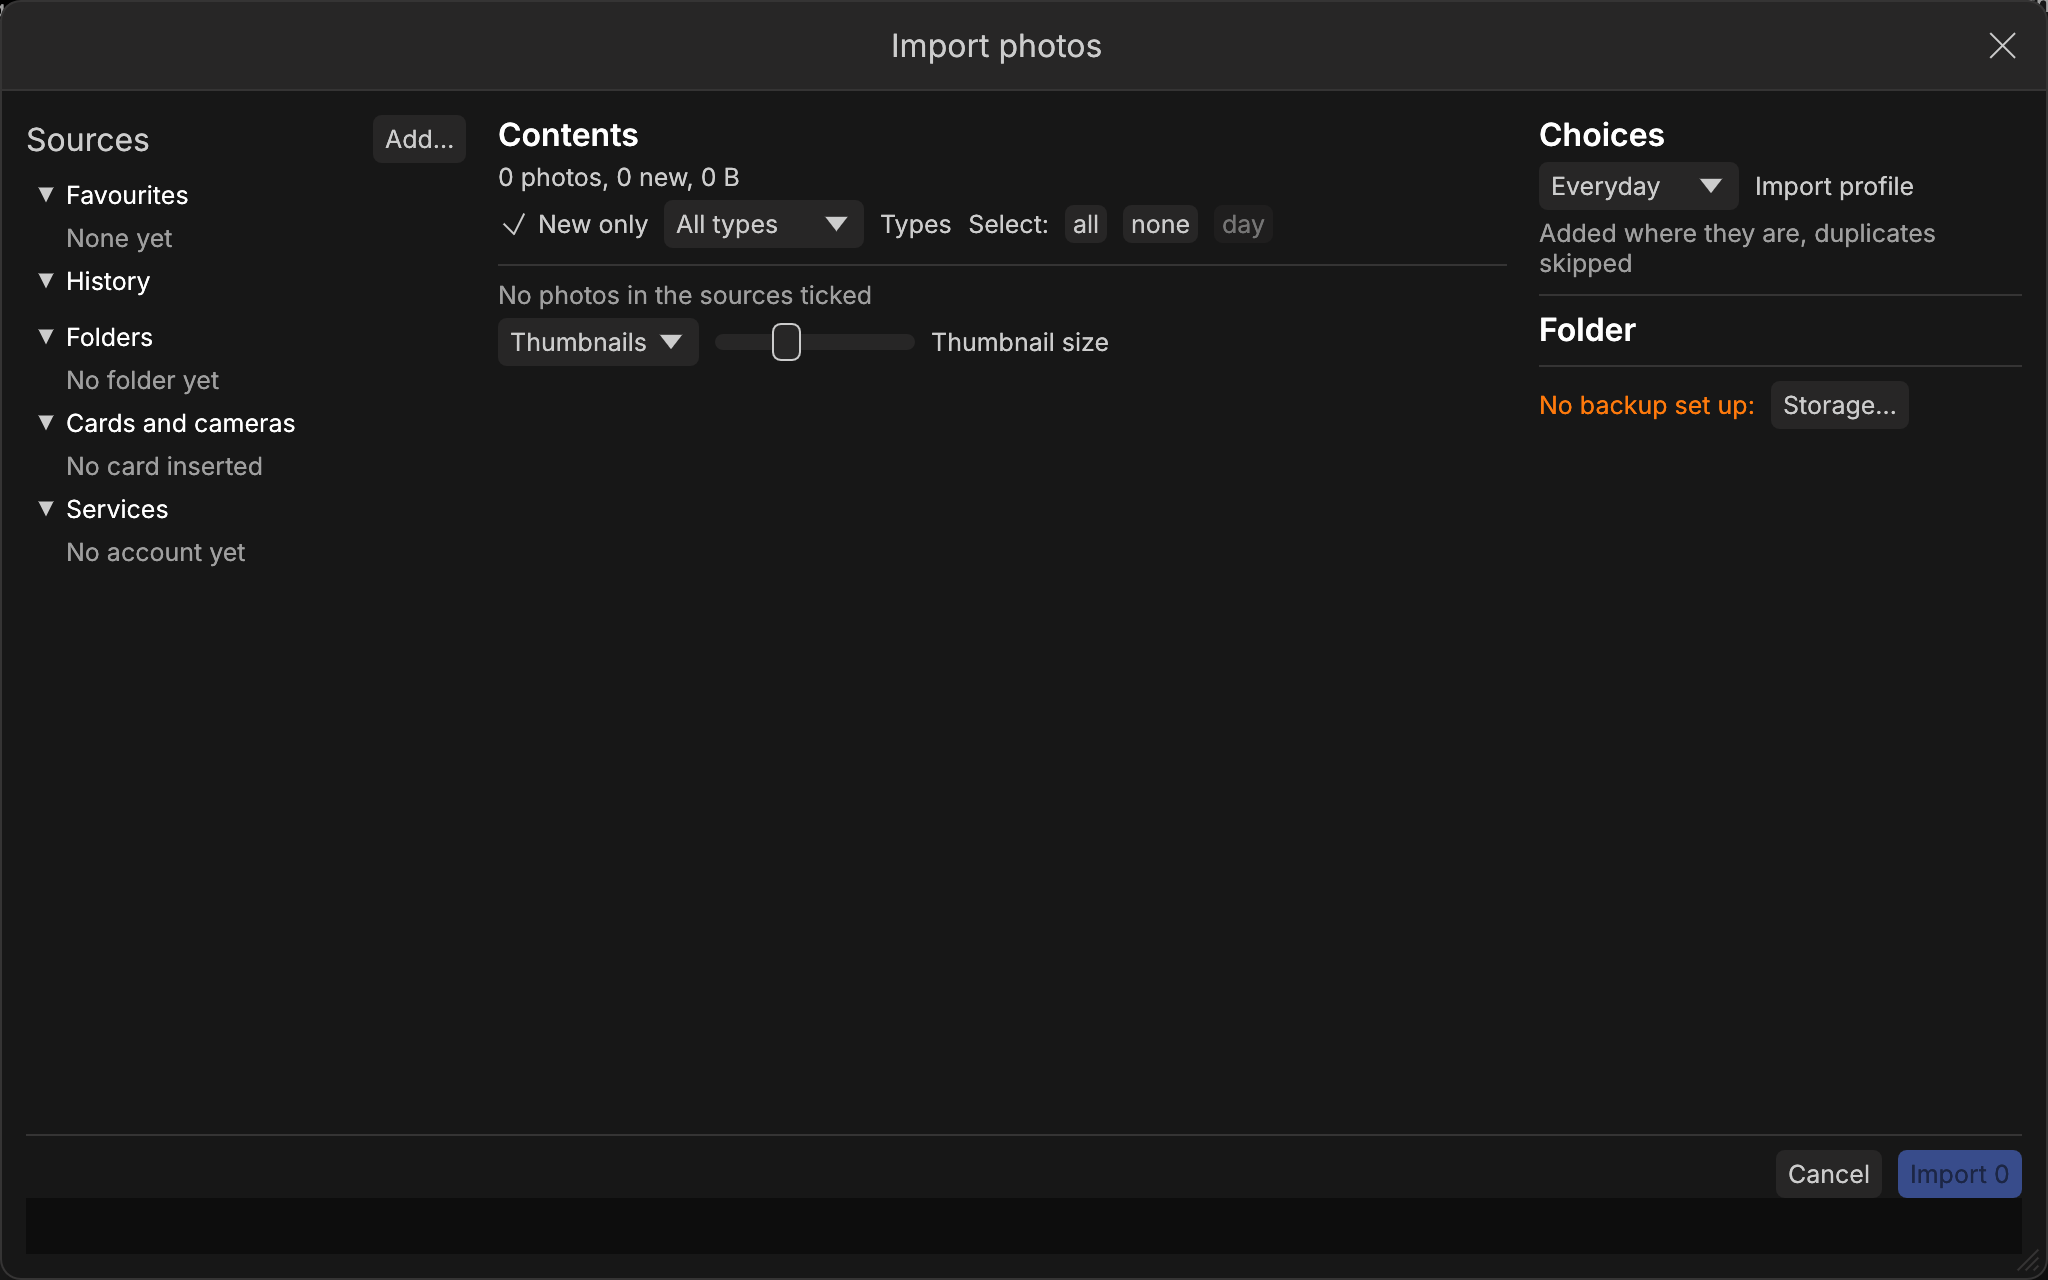 Import photos
Sources
Add...
Favourites
None yet
History
Folders
No folder yet
Cards and cameras
No card inserted
Services
No account yet
Contents
0 photos, 0 new, 0 B
New only All types Types Select: all none day
No photos in the sources ticked
Thumbnails Thumbnail size
Choices
Everyday Import profile
Added where they are, duplicates
skipped
Folder
No backup set up: Storage...
Cancel Import 0